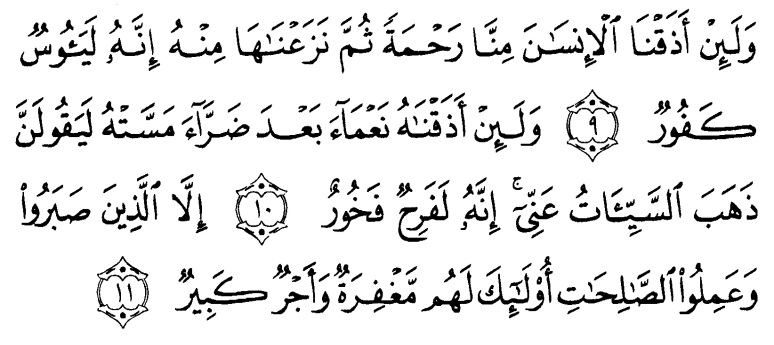 وَلَئِنْ أَذَقْنَا ٱلْإِنسَٰنَ مِنَّا رَحْمَةً ثُمَّ نَزَعْنَٰهَا مِنْهُ إِنَّهُۥ لَيَـُٔوسٌ
كَفُورٌ ۝٩ وَلَئِنْ أَذَقْنَٰهُ نَعْمَآءَ بَعْدَ ضَرَّآءَ مَسَّتْهُ لَيَقُولَنَّ
ذَهَبَ ٱلسَّيِّـَٔاتُ عَنِّىٓ ۚ إِنَّهُۥ لَفَرِحٌ فَخُورٌ ۝١٠ إِلَّا ٱلَّذِينَ صَبَرُوا۟
وَعَمِلُوا۟ ٱلصَّٰلِحَٰتِ أُو۟لَٰٓئِكَ لَهُم مَّغْفِرَةٌ وَأَجْرٌ كَبِيرٌ ۝١١